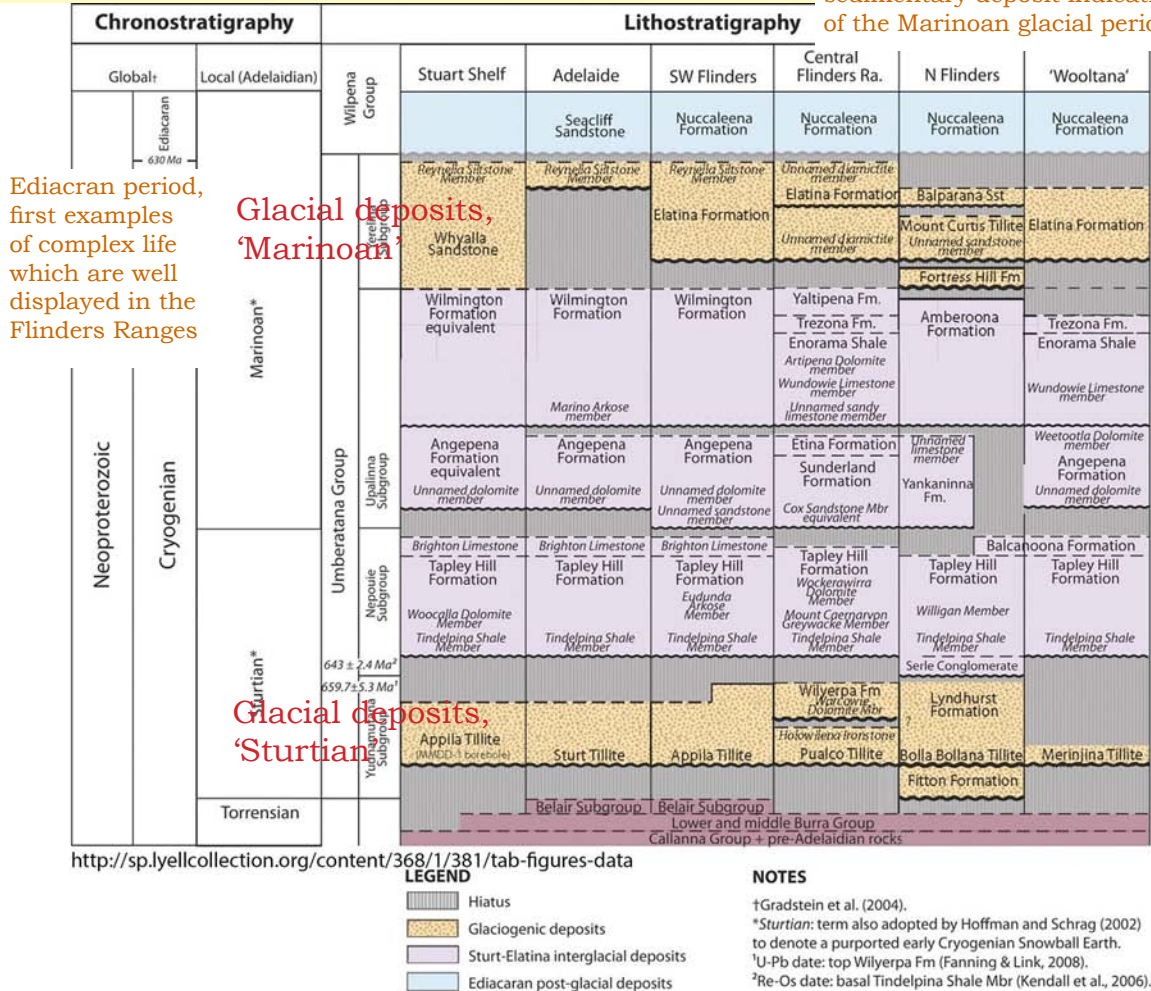 sedimentary deposit
of the Marinoan glacial
Chronostratigraphy
Lithostratigraphy
Global†
Local (Adelaidian)
Wilpena
Group
Stuart Shelf
Adelaide
SW Flinders
Central
Flinders Ra.
N Flinders
'Wooltana'
Ediacaran
630 Ma
Seacliff
Sandstone
Nuccaleena
Formation
Nuccaleena
Formation
Nuccaleena
Formation
Nuccaleena
Formation
Ediacran period,
first examples
of complex life
which are well
displayed in the
Flinders Ranges
Glacial deposits,
‘Marinoan’
Yerelina
Subgroup
Reynella Siltstone
Member
Whyalla
Sandstone
Reynella Siltstone
Member
Reynella Siltstone
Member
Elatina Formation
Unnamed diamictite
member
Elatina Formation
Unnamed diamictite
member
Balparana Sst
Mount Curtis Tillite
Unnamed sandstone
member
Fortress Hill Fm
Elatina Formation
Neoproterozoic
Cryogenian
Marinoan*
Umberatana Group
Wilmington
Formation
equivalent
Wilmington
Formation
Marino Arkose
member
Wilmington
Formation
Yaltipena Fm.
Trezona Fm.
Enorama Shale
Artipena Dolomite
member
Wundowie Limestone
member
Unnamed sandy
limestone member
Amberoona
Formation
Trezona Fm.
Enorama Shale
Wundowie Limestone
member
Upalinna
Subgroup
Angepena
Formation
equivalent
Unnamed dolomite
member
Angepena
Formation
Unnamed dolomite
member
Angepena
Formation
Unnamed dolomite
member
Unnamed sandstone
member
Etina Formation
Sunderland
Formation
Cox Sandstone Mbr
equivalent
Unnamed
limestone
member
Yankaninna
Fm.
Weetootla Dolomite
member
Angepena
Formation
Unnamed dolomite
member
Sturtian*
Nepouie
Subgroup
Brighton Limestone
Tapley Hill
Formation
Woocalla Dolomite
Member
Tindelpina Shale
Member
Brighton Limestone
Tapley Hill
Formation
Tindelpina Shale
Member
Brighton Limestone
Tapley Hill
Formation
Eudunda
Arkose
Member
Tindelpina Shale
Member
Tapley Hill
Formation
Wockerawirra
Dolomite
Member
Mount Caernarvon
Greywacke Member
Tindelpina Shale
Member
Balcanoona Formation
Tapley Hill
Formation
Willigan Member
Tindelpina Shale
Member
Serle Conglomerate
Tapley Hill
Formation
Tindelpina Shale
Member
643 ± 2.4 Ma²
659.7±5.3 Ma¹
Glacial deposits,
‘Sturtian’
Yudnamutana
Subgroup
Appila Tillite
(MMDD-1 borehole)
Sturt Tillite
Appila Tillite
Wilyerpa Fm
Warcowie
Dolomite Mbr
Holowilena Ironstone
Pualco Tillite
Lyndhurst
Formation
?
Bolla Bollana Tillite
Fitton Formation
Merinjina Tillite
Torrensian
Belair Subgroup
Belair Subgroup
Lower and middle Burra Group
Callanna Group + pre-Adelaidian rocks
http://sp.lyellcollection.org/content/368/1/381/tab-figures-data
LEGEND
Hiatus
Glaciogenic deposits
Sturt-Elatina interglacial deposits
Ediacaran post-glacial deposits
NOTES
†Gradstein et al. (2004).
*Sturtian: term also adopted by Hoffman and Schrag (2002)
to denote a purported early Cryogenian Snowball Earth.
¹U-Pb date: top Wilyerpa Fm (Fanning & Link, 2008).
²Re-Os date: basal Tindelpina Shale Mbr (Kendall et al., 2006).